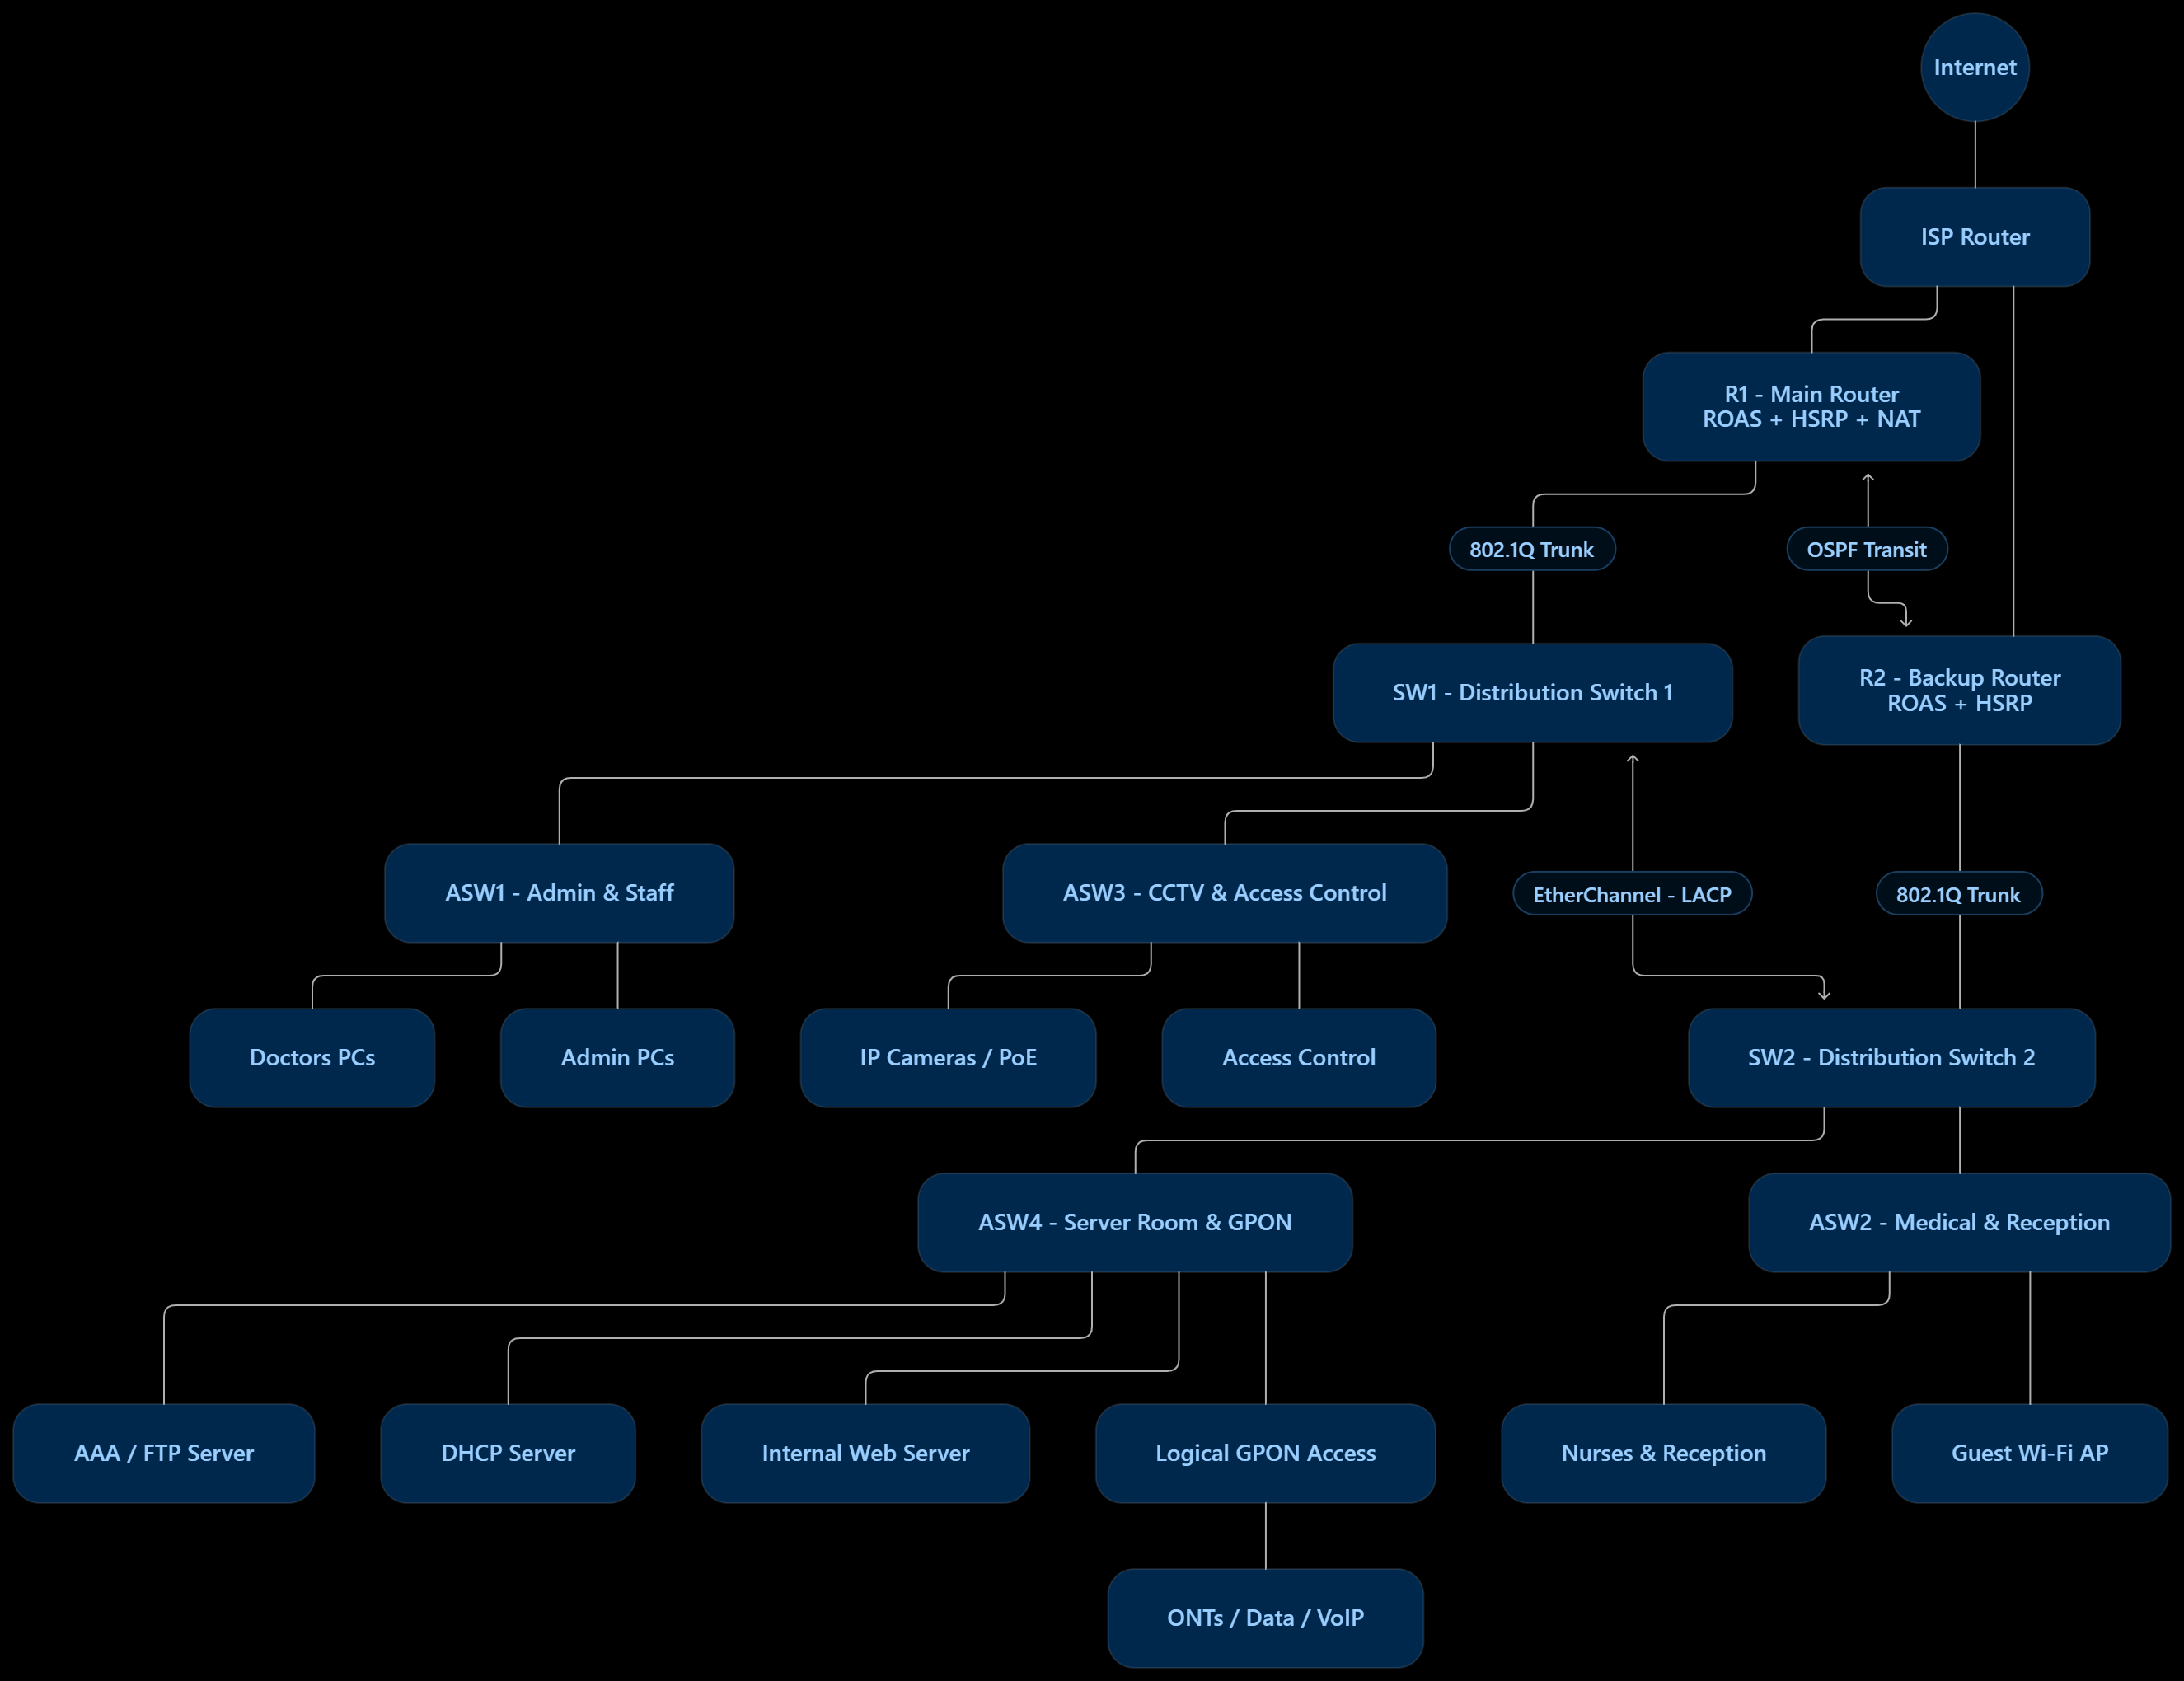 Internet
ISP Router
R1 - Main Router
ROAS + HSRP + NAT
802.1Q Trunk
OSPF Transit
SW1 - Distribution Switch 1
R2 - Backup Router
ROAS + HSRP
ASW1 - Admin & Staff
ASW3 - CCTV & Access Control
EtherChannel - LACP
802.1Q Trunk
Doctors PCs
Admin PCs
IP Cameras / PoE
Access Control
SW2 - Distribution Switch 2
ASW4 - Server Room & GPON
ASW2 - Medical & Reception
AAA / FTP Server
DHCP Server
Internal Web Server
Logical GPON Access
Nurses & Reception
Guest Wi-Fi AP
ONTs / Data / VoIP